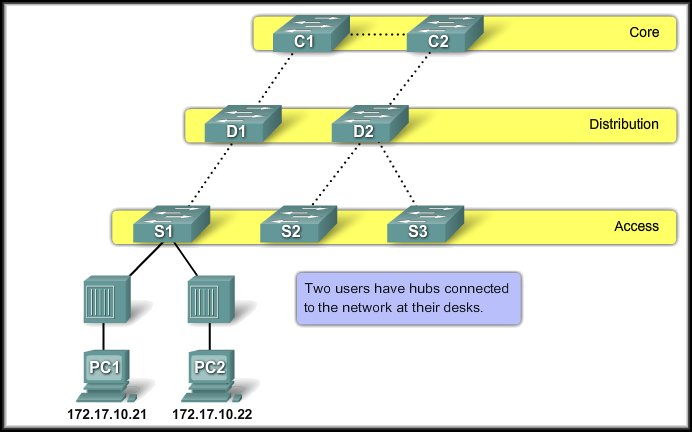 C1
C2
Core
D1
D2
Distribution
S1
S2
S3
Access
Two users have hubs connected
to the network at their desks.
PC1
PC2
172.17.10.21
172.17.10.22